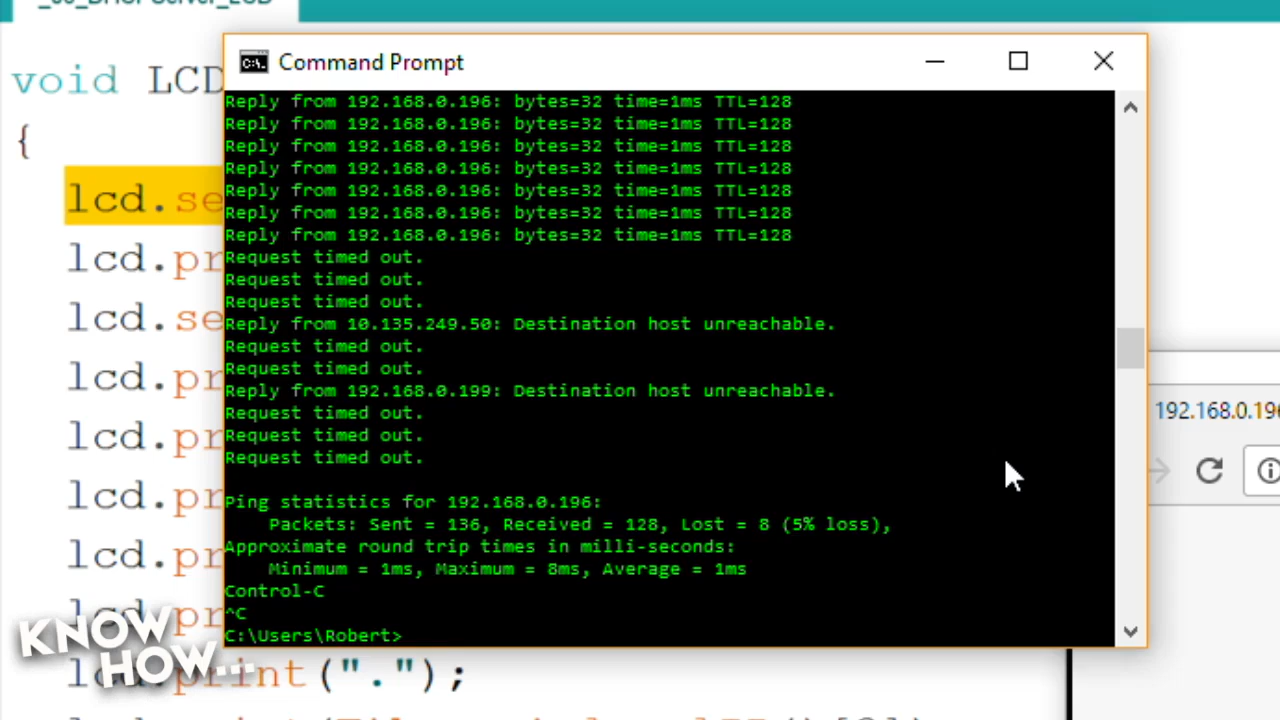 void LCD
{
lcd.se
lcd.pr
lcd.se
lcd.pr
lcd.pr
lcd.pr
lcd.pr
lcd.pr
lcd.print(".");
Command Prompt
Reply from 192.168.0.196: bytes=32 time=1ms TTL=128
Reply from 192.168.0.196: bytes=32 time=1ms TTL=128
Reply from 192.168.0.196: bytes=32 time=1ms TTL=128
Reply from 192.168.0.196: bytes=32 time=1ms TTL=128
Reply from 192.168.0.196: bytes=32 time=1ms TTL=128
Reply from 192.168.0.196: bytes=32 time=1ms TTL=128
Reply from 192.168.0.196: bytes=32 time=1ms TTL=128
Request timed out.
Request timed out.
Request timed out.
Reply from 10.135.249.50: Destination host unreachable.
Request timed out.
Request timed out.
Reply from 192.168.0.199: Destination host unreachable.
Request timed out.
Request timed out.
Request timed out.
Ping statistics for 192.168.0.196:
Packets: Sent = 136, Received = 128, Lost = 8 (5% loss),
Approximate round trip times in milli-seconds:
Minimum = 1ms, Maximum = 8ms, Average = 1ms
Control-C
^C
C:\Users\Robert>
192.168.0.196
KNOW
HOW...